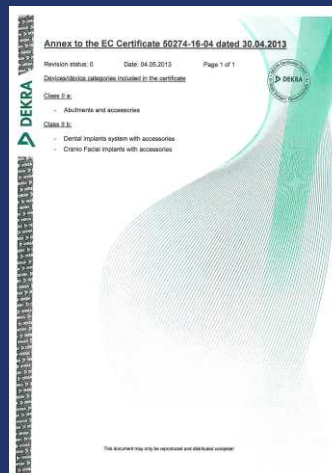 Annex to the EC Certificate 50274-16-04 dated 30.04.2013
Revision status: 0 Date: 04.05.2013 Page 1 of 1
Devices/device categories included in the certificate
Class II a:
- Abutments and accessories
Class II b:
- Dental implants system with accessories
- Cranio Facial implants with accessories
DEKRA
DEKRA
This document may only be reproduced and distributed complete!